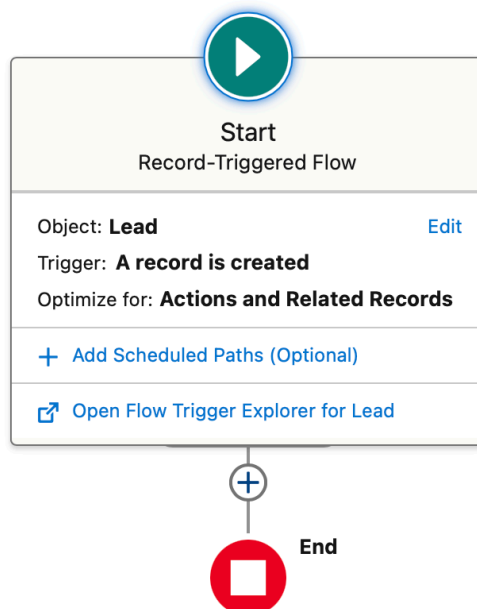 Start
Record-Triggered Flow
Object: Lead Edit
Trigger: A record is created
Optimize for: Actions and Related Records
+ Add Scheduled Paths (Optional)
Open Flow Trigger Explorer for Lead
End